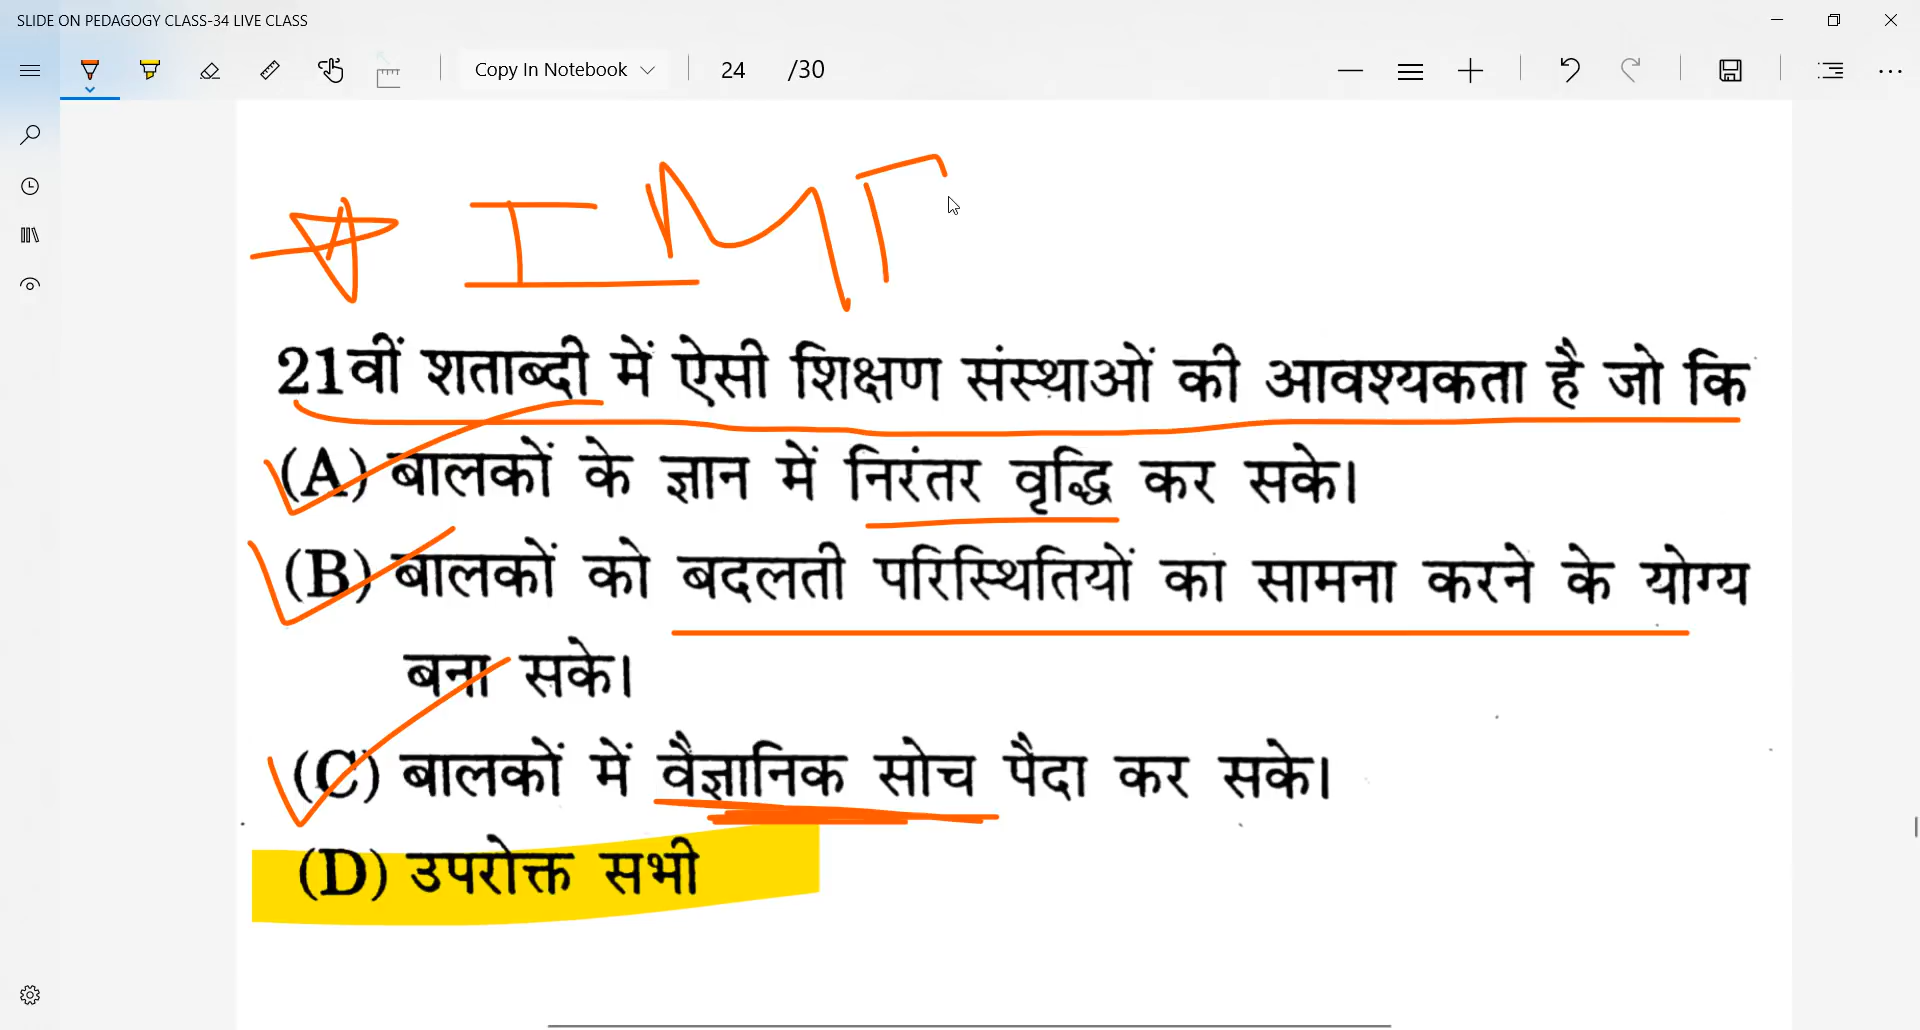 SLIDE ON PEDAGOGY CLASS-34 LIVE CLASS
Copy In Notebook 24 /30
21वीं शताब्दी में ऐसी शिक्षण संस्थाओं की आवश्यकता है जो कि
(A) बालकों के ज्ञान में निरंतर वृद्धि कर सके।
(B) बालकों को बदलती परिस्थितियों का सामना करने के योग्य
बना सके।
(C) बालकों में वैज्ञानिक सोच पैदा कर सके।
(D) उपरोक्त सभी